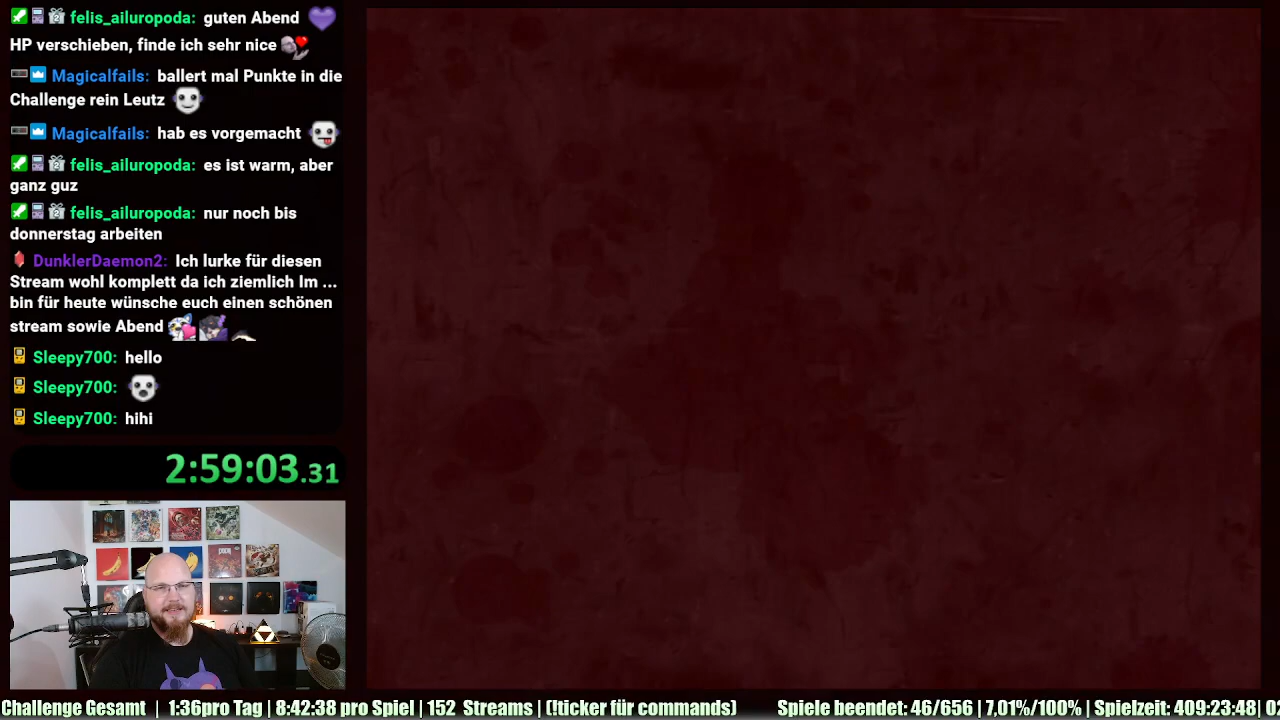 felis_ailuropoda: guten Abend
HP verschieben, finde ich sehr nice
Magicalfails: ballert mal Punkte in die
Challenge rein Leutz
Magicalfails: hab es vorgemacht
felis_ailuropoda: es ist warm, aber
ganz guz
felis_ailuropoda: nur noch bis
donnerstag arbeiten
DunklerDaemon2: Ich lurke für diesen
Stream wohl komplett da ich ziemlich lm ...
bin für heute wünsche euch einen schönen
stream sowie Abend
Sleepy700: hello
Sleepy700:
Sleepy700: hihi
2:59:03.31
Challenge Gesamt | 1:36pro Tag | 8:42:38 pro Spiel | 152 Streams | (!ticker für commands) Spiele beendet: 46/656 | 7,01%/100% | Spielzeit: 409:23:48| 02